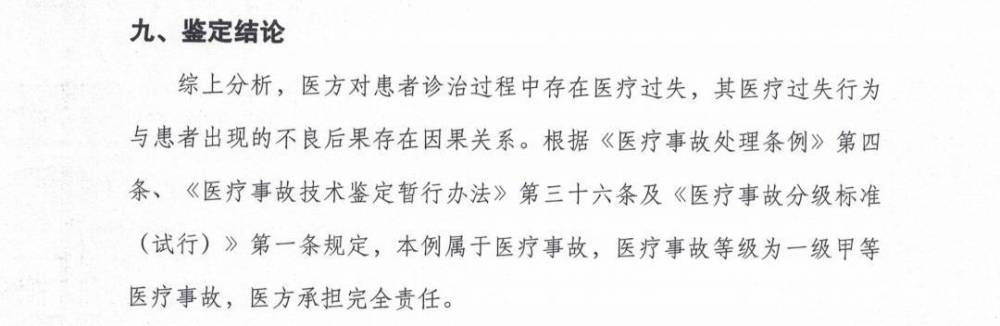 九、鉴定结论
综上分析，医方对患者诊治过程中存在医疗过失，其医疗过失行为
与患者出现的不良后果存在因果关系。根据《医疗事故处理条例》第四
条、《医疗事故技术鉴定暂行办法》第三十六条及《医疗事故分级标准
（试行）》第一条规定，本例属于医疗事故，医疗事故等级为一级甲等
医疗事故，医方承担完全责任。